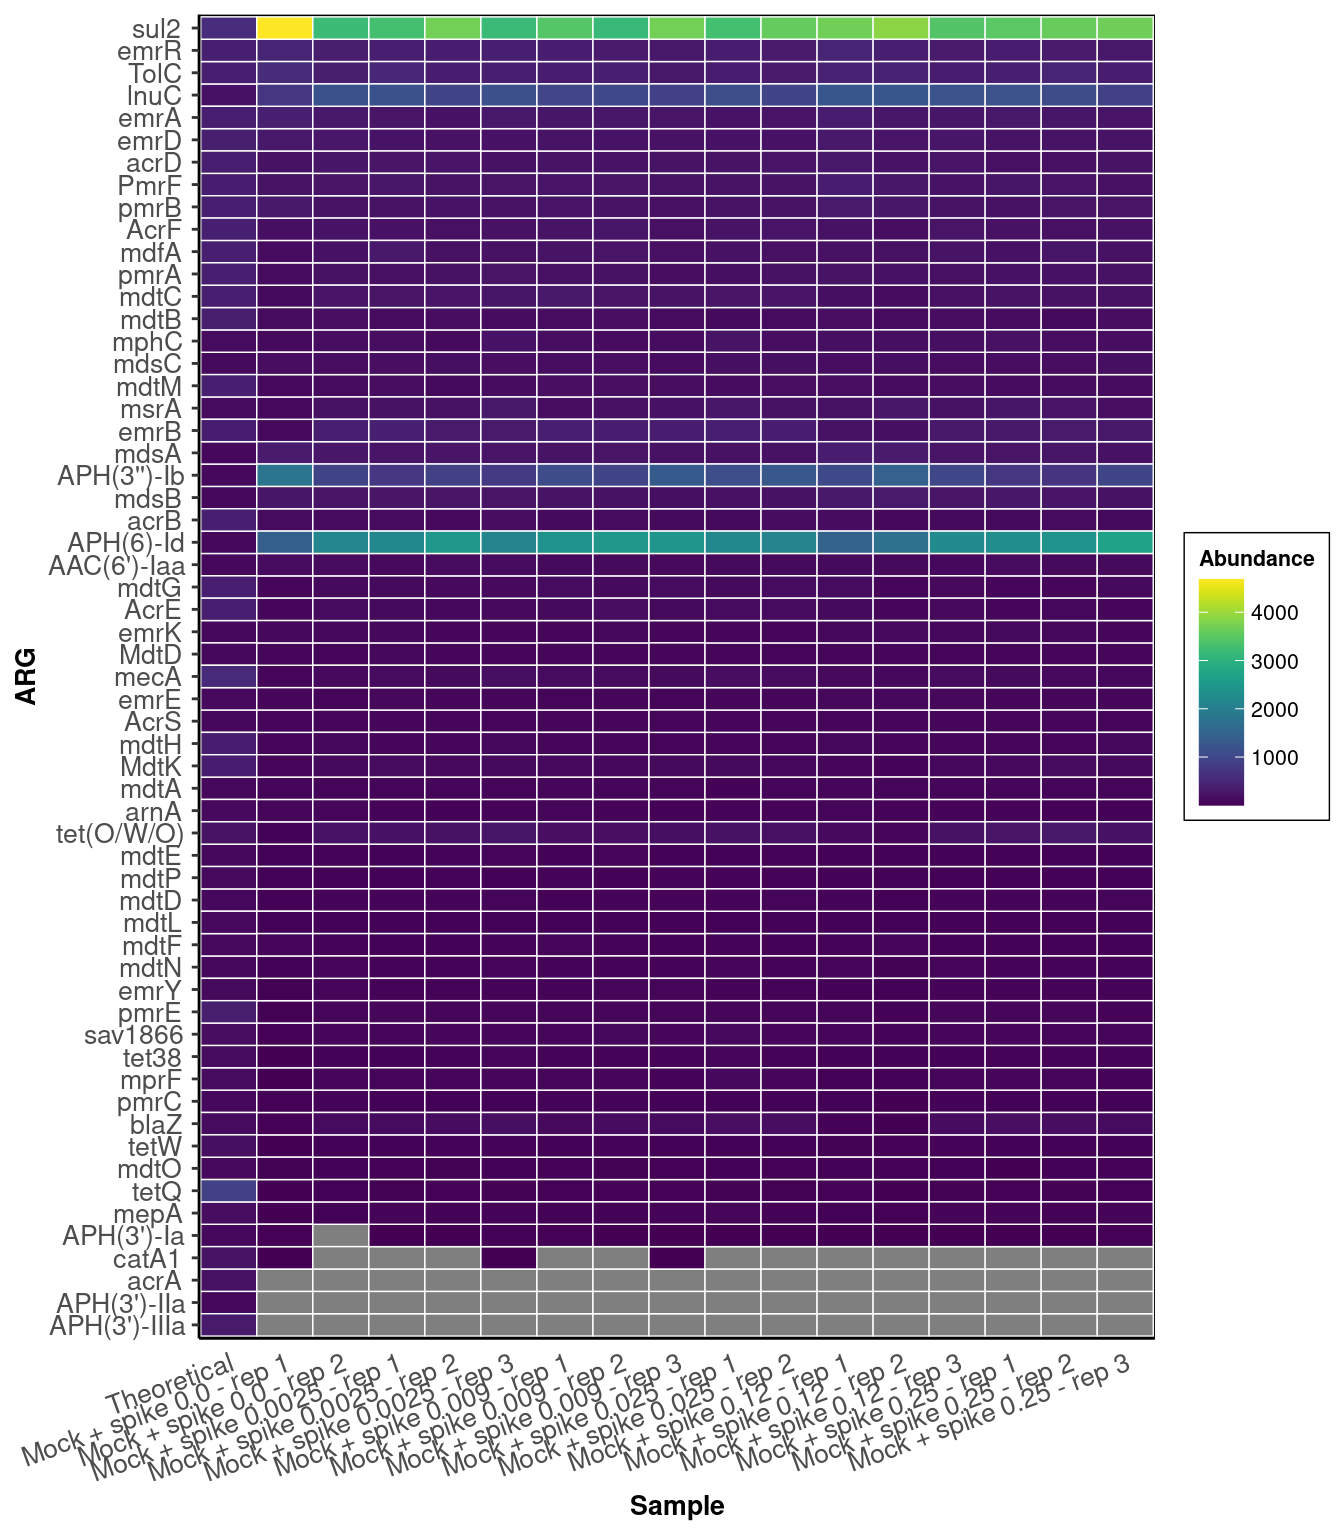 sul2
emrR
TolC
lnuC
emrA
emrD
acrD
PmrF
pmrB
AcrF
mdfA
pmrA
mdtC
mdtB
mphC
mdsC
mdtM
msrA
emrB
mdsA
APH(3'')-Ib
mdsB
acrB
APH(6)-Id
AAC(6')-Iaa
mdtG
AcrE
emrK
MdtD
mecA
emrE
AcrS
mdtH
MdtK
mdtA
arnA
tet(O/W/O)
mdtE
mdtP
mdtD
mdtL
mdtF
mdtN
emrY
pmrE
sav1866
tet38
mprF
pmrC
blaZ
tetW
mdtO
tetQ
mepA
APH(3')-Ia
catA1
acrA
APH(3')-IIa
APH(3')-IIIa
ARG
Theoretical
Mock + spike 0.0 - rep 1
Mock + spike 0.0 - rep 2
Mock + spike 0.0025 - rep 1
Mock + spike 0.0025 - rep 2
Mock + spike 0.0025 - rep 3
Mock + spike 0.009 - rep 1
Mock + spike 0.009 - rep 2
Mock + spike 0.009 - rep 3
Mock + spike 0.025 - rep 1
Mock + spike 0.025 - rep 2
Mock + spike 0.12 - rep 1
Mock + spike 0.12 - rep 2
Mock + spike 0.12 - rep 3
Mock + spike 0.25 - rep 1
Mock + spike 0.25 - rep 2
Mock + spike 0.25 - rep 3
Sample
Abundance
4000
3000
2000
1000